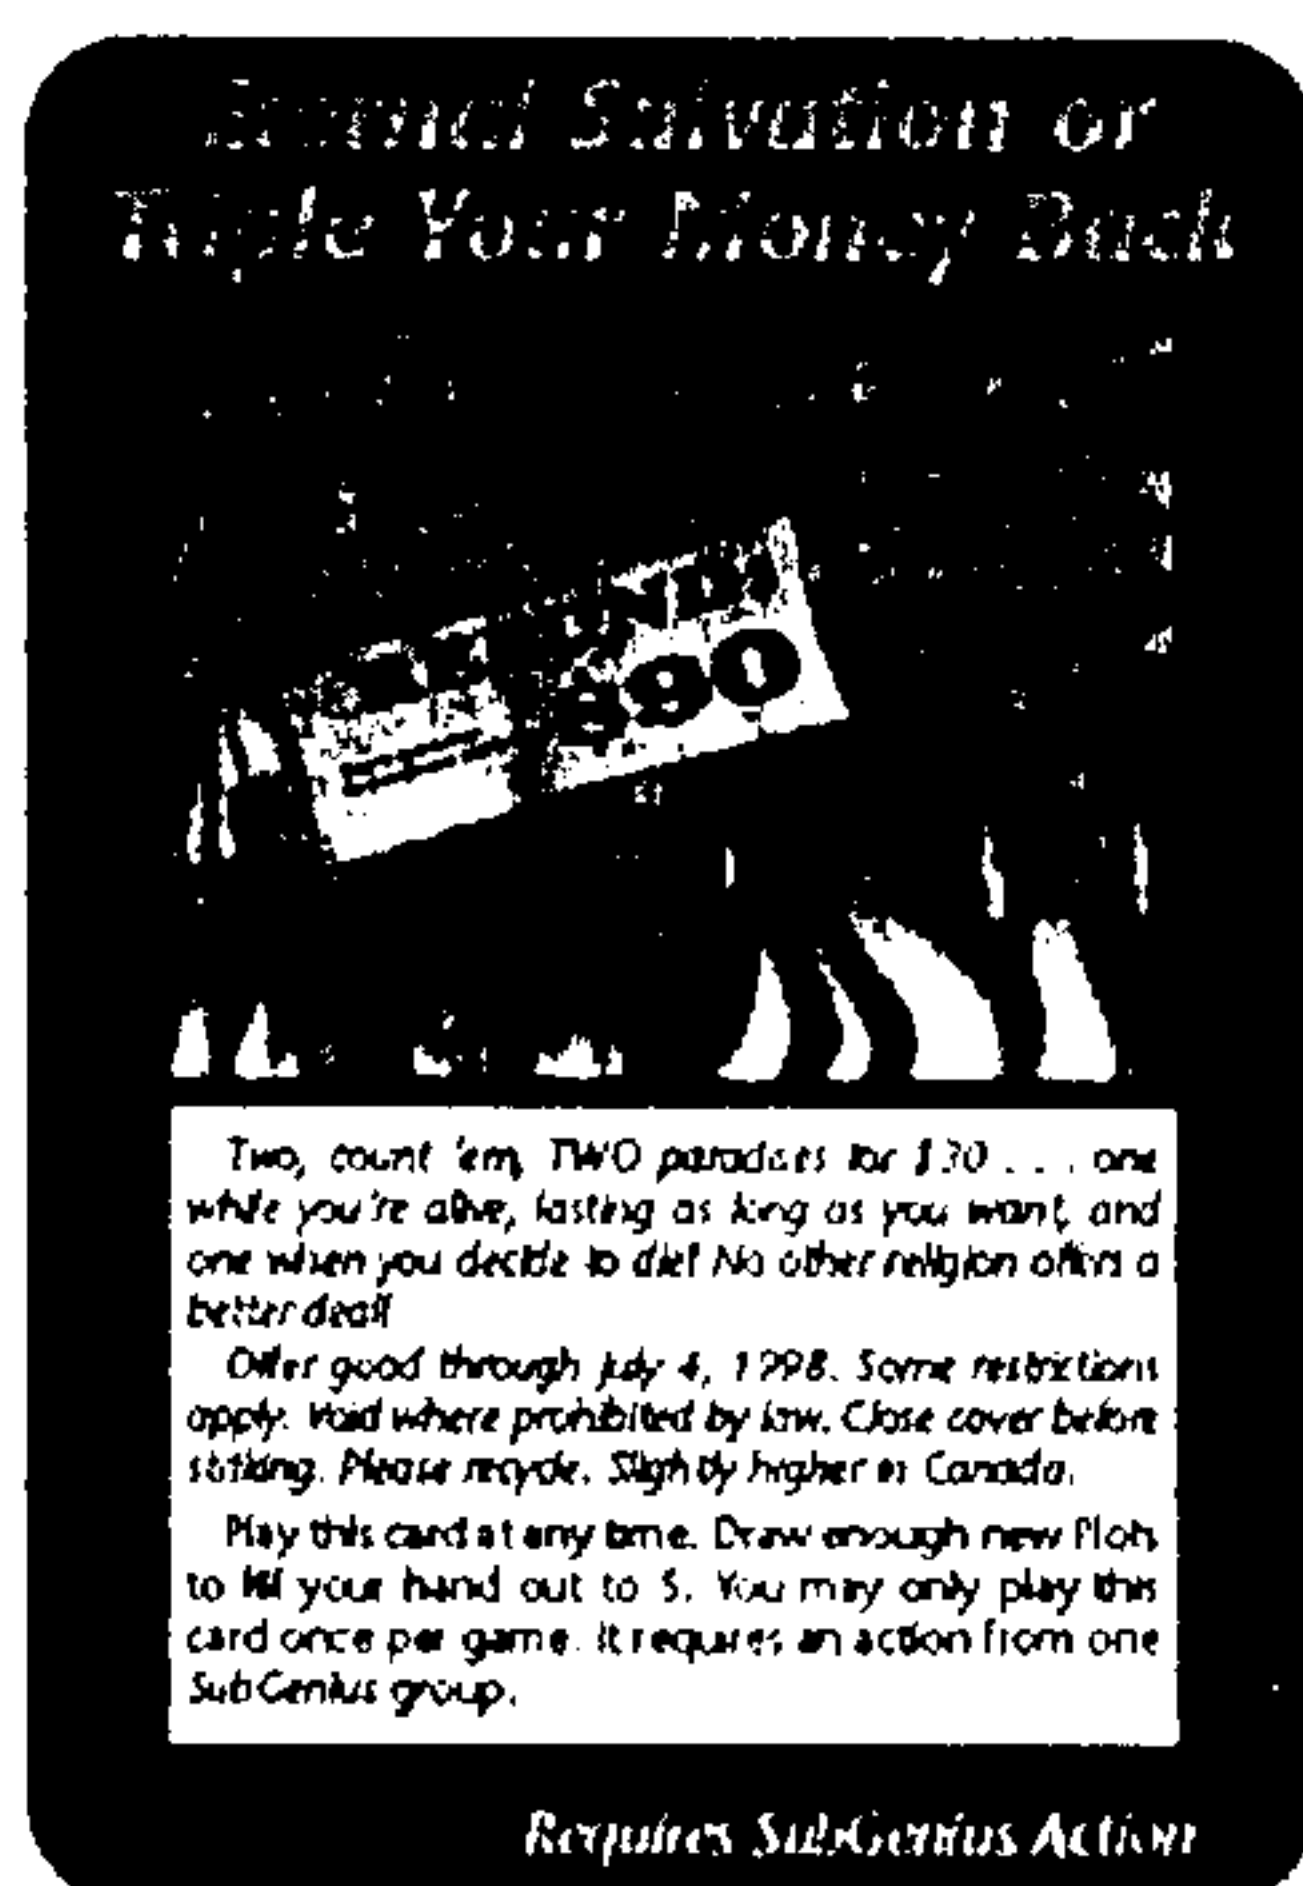 Eternal Salvation or
Triple Your Money Back
Two, count 'em, TWO paradises for $30 . . . one
while you're alive, lasting as long as you want, and
one when you decide to die! No other religion offers a
better deal!
Offer good through July 4, 1998. Some restrictions
apply. Void where prohibited by law. Close cover before
striking. Please recycle. Slightly higher in Canada.
Play this card at any time. Draw enough new Plots
to fill your hand out to 5. You may only play this
card once per game. It requires an action from one
SubGenius group.
Requires SubGenius Action